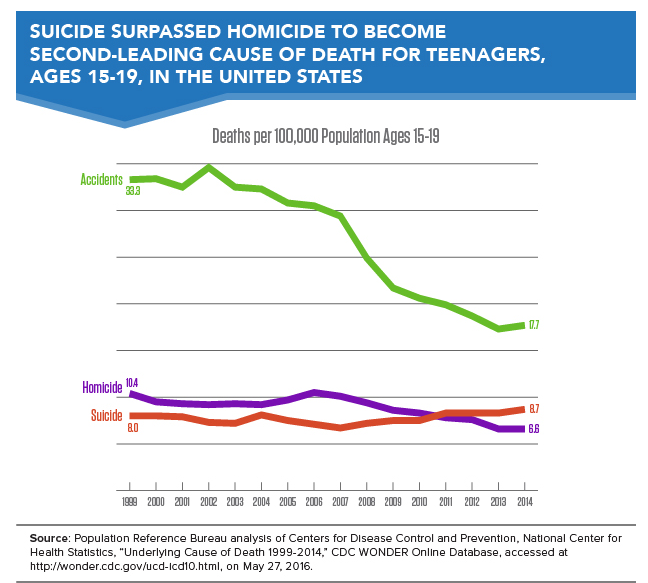 SUICIDE SURPASSED HOMICIDE TO BECOME
SECOND-LEADING CAUSE OF DEATH FOR TEENAGERS,
AGES 15-19, IN THE UNITED STATES
Deaths per 100,000 Population Ages 15-19
Accidents
33.3
17.7
Homicide 10.4
Suicide
8.0
8.7
6.6
1999 2000 2001 2002 2003 2004 2005 2006 2007 2008 2009 2010 2011 2012 2013 2014
Source: Population Reference Bureau analysis of Centers for Disease Control and Prevention, National Center for
Health Statistics, “Underlying Cause of Death 1999-2014,” CDC WONDER Online Database, accessed at
http://wonder.cdc.gov/ucd-icd10.html, on May 27, 2016.